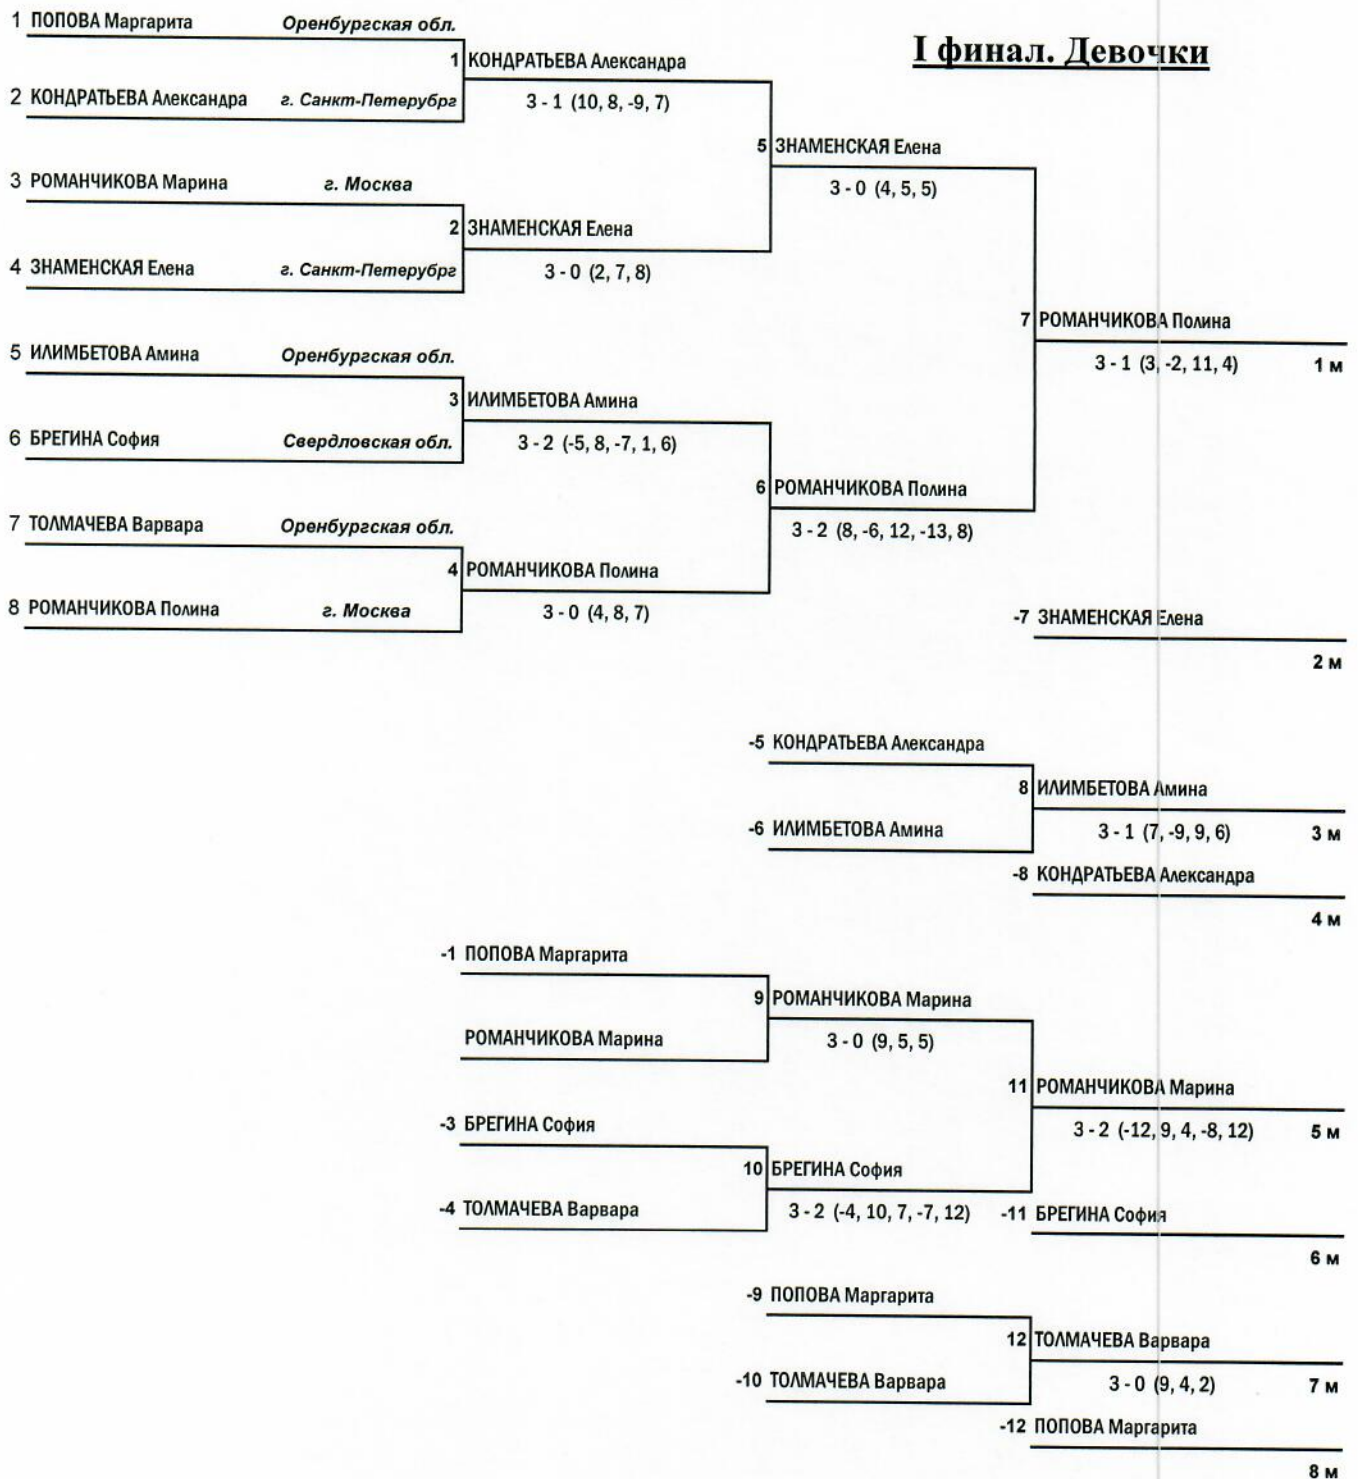 1 ПОПОВА Маргарита Оренбургская обл.
I финал. Девочки
1 КОНДРАТЬЕВА Александра
2 КОНДРАТЬЕВА Александра г. Санкт-Петерубрг
3 - 1 (10, 8, -9, 7)
5 ЗНАМЕНСКАЯ Елена
3 РОМАНЧИКОВА Марина г. Москва
3 - 0 (4, 5, 5)
2 ЗНАМЕНСКАЯ Елена
4 ЗНАМЕНСКАЯ Елена г. Санкт-Петерубрг
3 - 0 (2, 7, 8)
7 РОМАНЧИКОВА Полина
5 ИЛИМБЕТОВА Амина Оренбургская обл.
3 - 1 (3, -2, 11, 4) 1 м
3 ИЛИМБЕТОВА Амина
6 БРЕГИНА София Свердловская обл.
3 - 2 (-5, 8, -7, 1, 6)
6 РОМАНЧИКОВА Полина
7 ТОЛМАЧЕВА Варвара Оренбургская обл.
3 - 2 (8, -6, 12, -13, 8)
4 РОМАНЧИКОВА Полина
8 РОМАНЧИКОВА Полина г. Москва
3 - 0 (4, 8, 7)
-7 ЗНАМЕНСКАЯ Елена
2 м
-5 КОНДРАТЬЕВА Александра
8 ИЛИМБЕТОВА Амина
-6 ИЛИМБЕТОВА Амина
3 - 1 (7, -9, 9, 6) 3 м
-8 КОНДРАТЬЕВА Александра
4 м
-1 ПОПОВА Маргарита
9 РОМАНЧИКОВА Марина
РОМАНЧИКОВА Марина
3 - 0 (9, 5, 5)
11 РОМАНЧИКОВА Марина
-3 БРЕГИНА София
3 - 2 (-12, 9, 4, -8, 12) 5 м
10 БРЕГИНА София
-4 ТОЛМАЧЕВА Варвара
3 - 2 (-4, 10, 7, -7, 12)
-11 БРЕГИНА София
6 м
-9 ПОПОВА Маргарита
12 ТОЛМАЧЕВА Варвара
-10 ТОЛМАЧЕВА Варвара
3 - 0 (9, 4, 2) 7 м
-12 ПОПОВА Маргарита
8 м